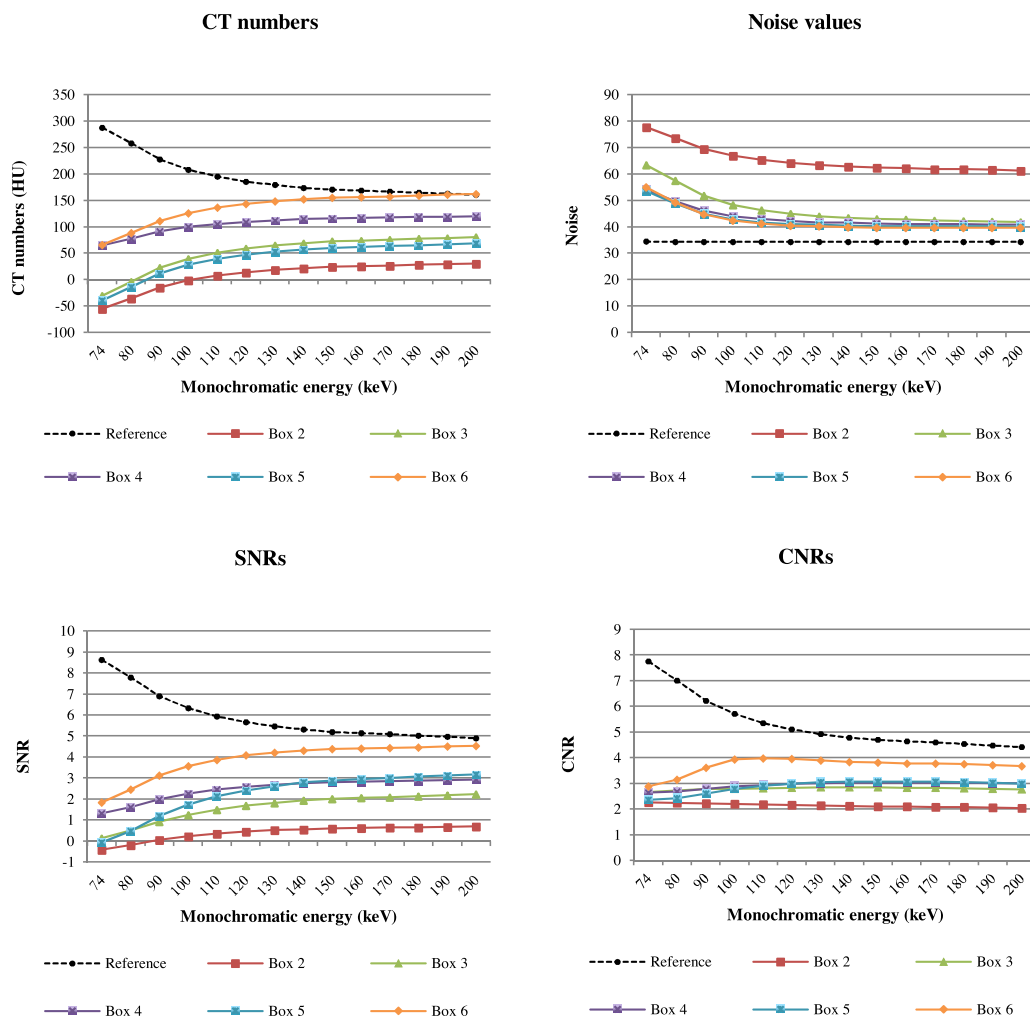 CT numbers
CT numbers (HU)
350
300
250
200
150
100
50
0
-50
-100
74 80 90 100 110 120 130 140 150 160 170 180 190 200
Monochromatic energy (keV)
Reference Box 2 Box 3
Box 4 Box 5 Box 6
Noise values
Noise
90
80
70
60
50
40
30
20
10
0
74 80 90 100 110 120 130 140 150 160 170 180 190 200
Monochromatic energy (keV)
Reference Box 2 Box 3
Box 4 Box 5 Box 6
SNRs
SNR
10
9
8
7
6
5
4
3
2
1
0
-1
74 80 90 100 110 120 130 140 150 160 170 180 190 200
Monochromatic energy (keV)
Reference Box 2 Box 3
Box 4 Box 5 Box 6
CNRs
CNR
9
8
7
6
5
4
3
2
1
0
74 80 90 100 110 120 130 140 150 160 170 180 190 200
Monochromatic energy (keV)
Reference Box 2 Box 3
Box 4 Box 5 Box 6